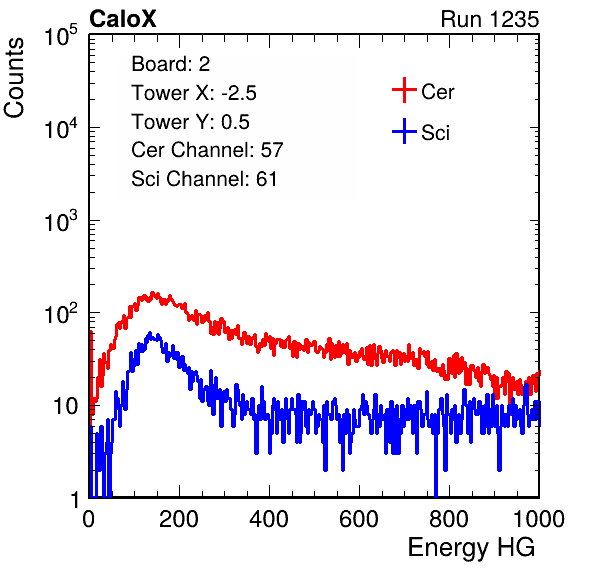 CaloX Run 1235
Counts
Board: 2
Tower X: -2.5
Tower Y: 0.5
Cer Channel: 57
Sci Channel: 61
Cer
Sci
10^5
10^4
10^3
10^2
10
1
0 200 400 600 800 1000
Energy HG